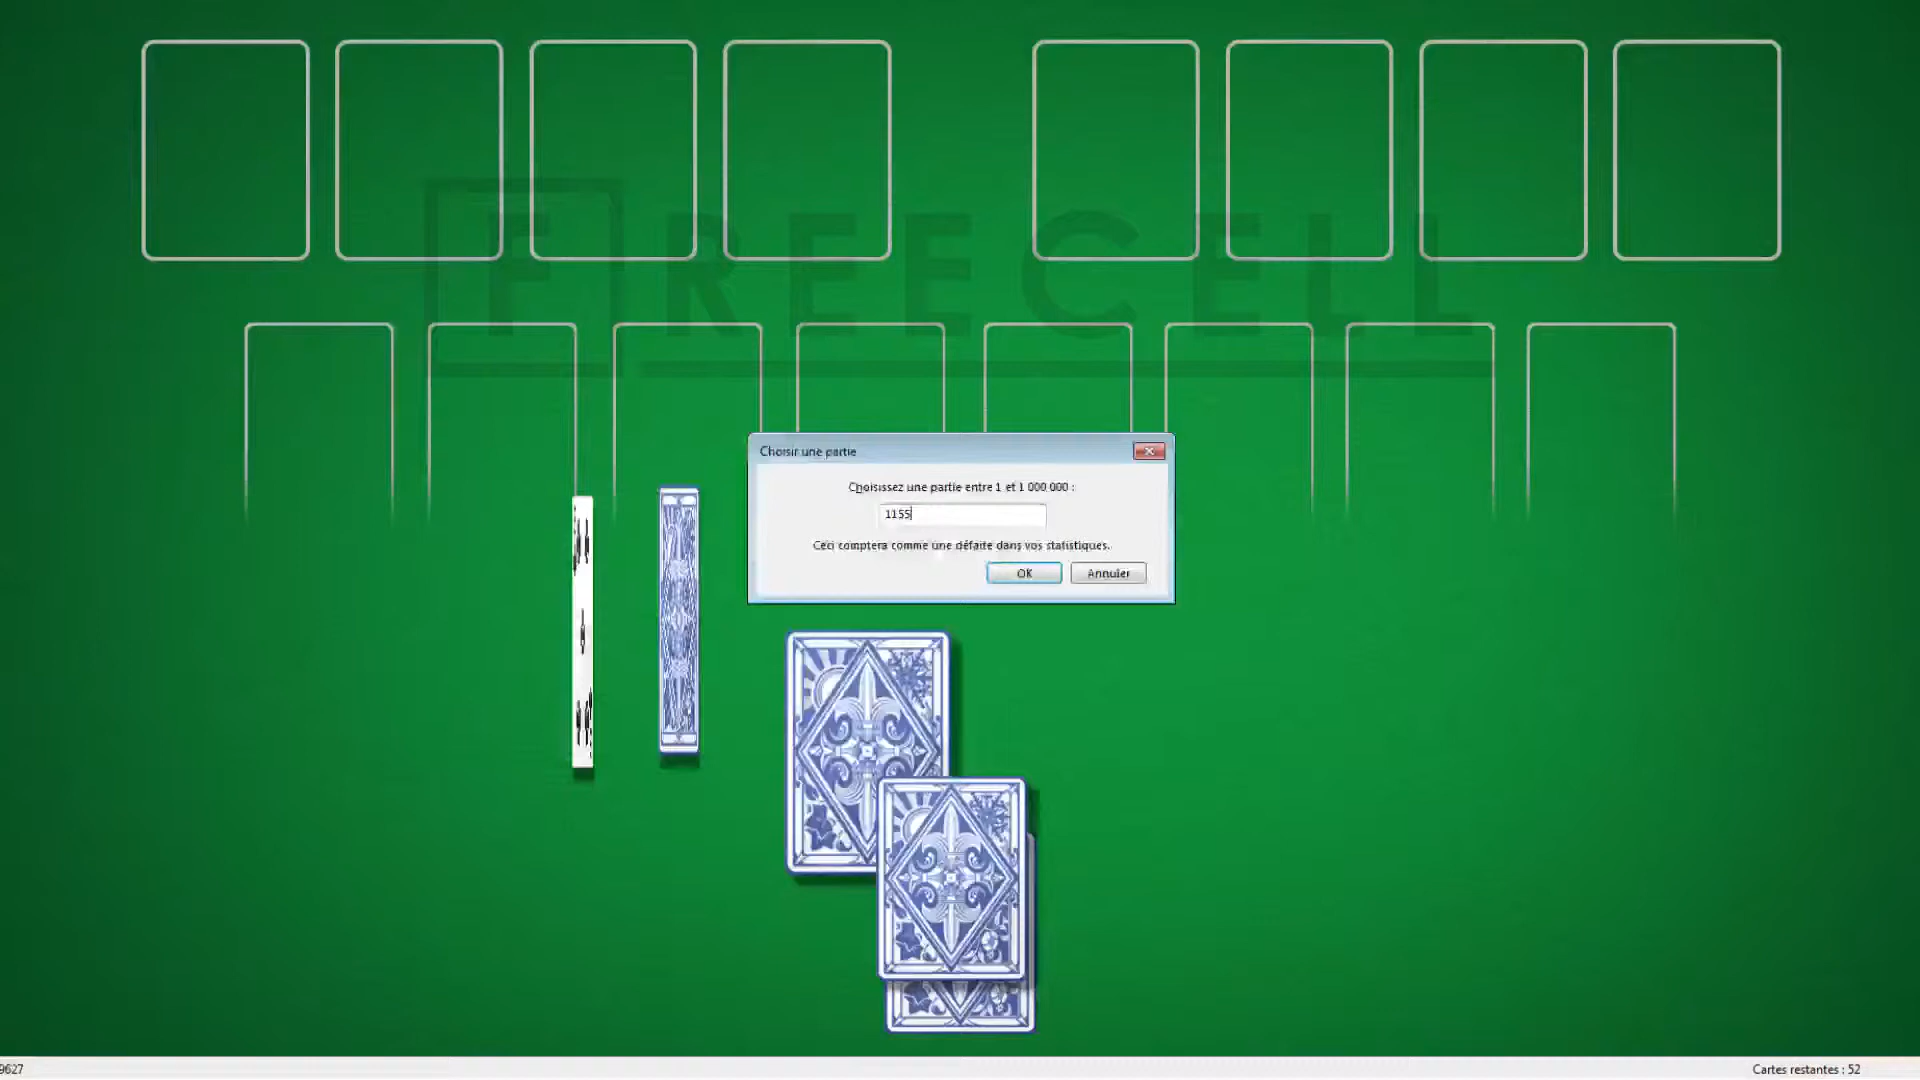 FREECELL
Choisir une partie
Choisissez une partie entre 1 et 1 000 000 :
1155
Ceci comptera comme une défaite dans vos statistiques.
OK
Annuler
9627
Cartes restantes : 52